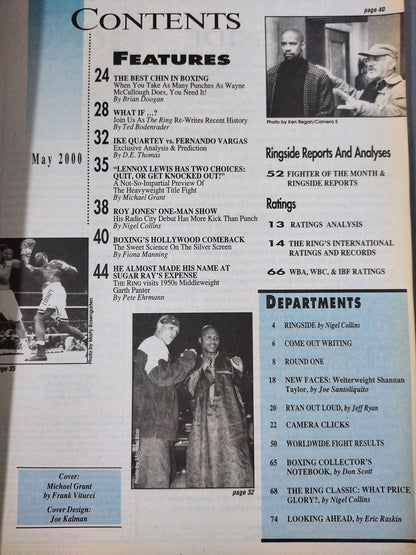 CONTENTS
page 40
FEATURES
24 THE BEST CHIN IN BOXING
When You Take As Many Punches As Wayne
McCullough Does, You Need It!
By Brian Doogan
28 WHAT IF ...?
Join Us As The Ring Re-Writes Recent History
By Ted Bodenrader
May 2000
32 IKE QUARTEY vs. FERNANDO VARGAS
Exclusive Analysis & Prediction
By D.E. Thomas
35 "LENNOX LEWIS HAS TWO CHOICES:
QUIT, OR GET KNOCKED OUT!"
A Not-So-Impartial Preview Of
The Heavyweight Title Fight
By Michael Grant
38 ROY JONES' ONE-MAN SHOW
His Radio City Debut Has More Kick Than Punch
By Nigel Collins
40 BOXING'S HOLLYWOOD COMEBACK
The Sweet Science On The Silver Screen
By Fiona Manning
44 HE ALMOST MADE HIS NAME AT
SUGAR RAY'S EXPENSE
THE RING visits 1950s Middleweight
Garth Panter
By Pete Ehrmann
Photo by Ken Regan/Camera 5
Ringside Reports And Analyses
52 FIGHTER OF THE MONTH &
RINGSIDE REPORTS
Ratings
13 RATINGS ANALYSIS
14 THE RING'S INTERNATIONAL
RATINGS AND RECORDS
66 WBA, WBC, & IBF RATINGS
DEPARTMENTS
4 RINGSIDE by Nigel Collins
6 COME OUT WRITING
8 ROUND ONE
18 NEW FACES: Welterweight Shannan
Taylor, by Joe Santoliquito
20 RYAN OUT LOUD, by Jeff Ryan
22 CAMERA CLICKS
50 WORLDWIDE FIGHT RESULTS
65 BOXING COLLECTOR'S
NOTEBOOK, by Don Scott
68 THE RING CLASSIC: WHAT PRICE
GLORY?, by Nigel Collins
74 LOOKING AHEAD, by Eric Raskin
Photo by Marty Rosengarten
page 35
page 32
Cover:
Michael Grant
by Frank Vitucci
Cover Design:
Joe Kalman